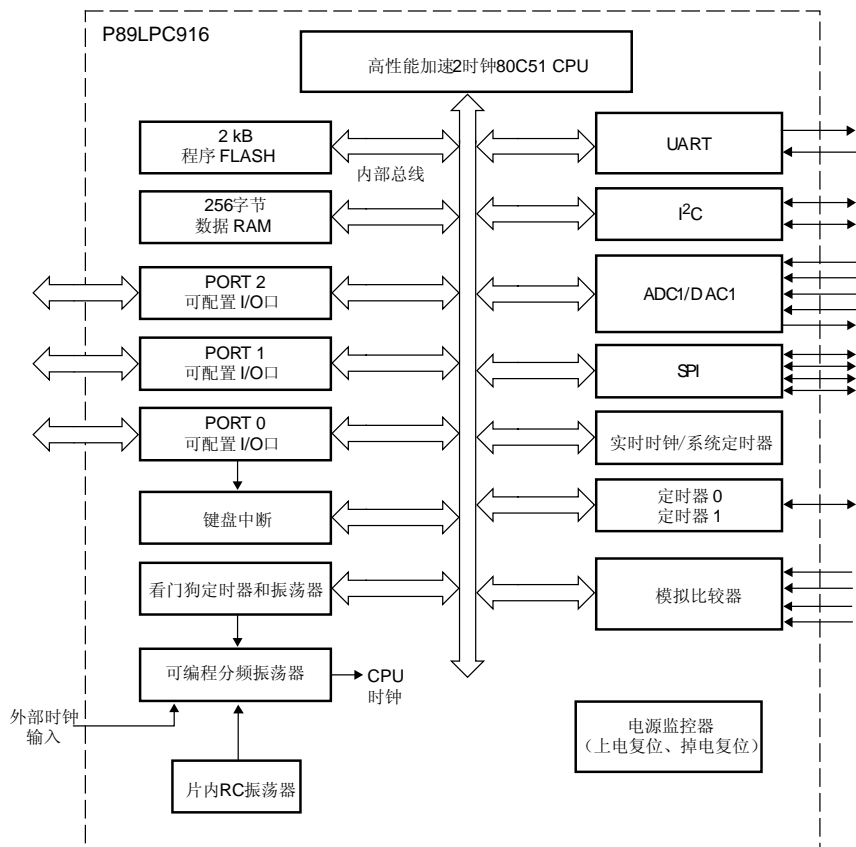 P89LPC916
高性能加速2时钟80C51 CPU
2 kB
程序 FLASH
内部总线
256字节
数据 RAM
PORT 2
可配置 I/O口
PORT 1
可配置 I/O口
PORT 0
可配置 I/O口
键盘中断
看门狗定时器和振荡器
可编程分频振荡器
CPU
时钟
外部时钟
输入
片内RC振荡器
UART
I²C
ADC1/DAC1
SPI
实时时钟/系统定时器
定时器 0
定时器 1
模拟比较器
电源监控器
（上电复位、掉电复位）